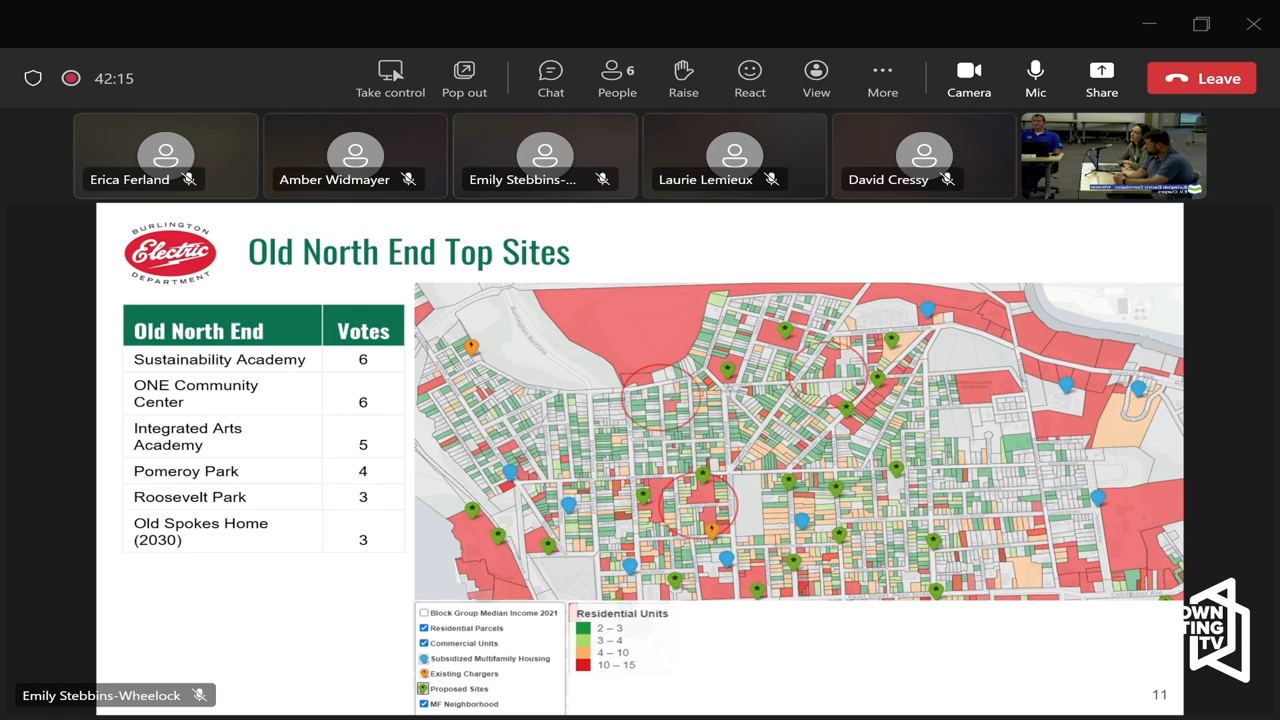 42:15
Take control
Pop out
Chat
6
People
Raise
React
View
More
Camera
Mic
Share
Leave
Erica Ferland
Amber Widmayer
Emily Stebbins-...
Laurie Lemieux
David Cressy
BURLINGTON
Electric
DEPARTMENT
Old North End Top Sites
Old North End Votes
Sustainability Academy 6
ONE Community
Center 6
Integrated Arts
Academy 5
Pomeroy Park 4
Roosevelt Park 3
Old Spokes Home
(2030) 3
Block Group Median Income 2021
Residential Parcels
Commercial Units
Subsidized Multifamily Housing
Existing Chargers
Proposed Sites
MF Neighborhood
Residential Units
2 – 3
3 – 4
4 – 10
10 – 15
OWN
TING
TV
11
Emily Stebbins-Wheelock